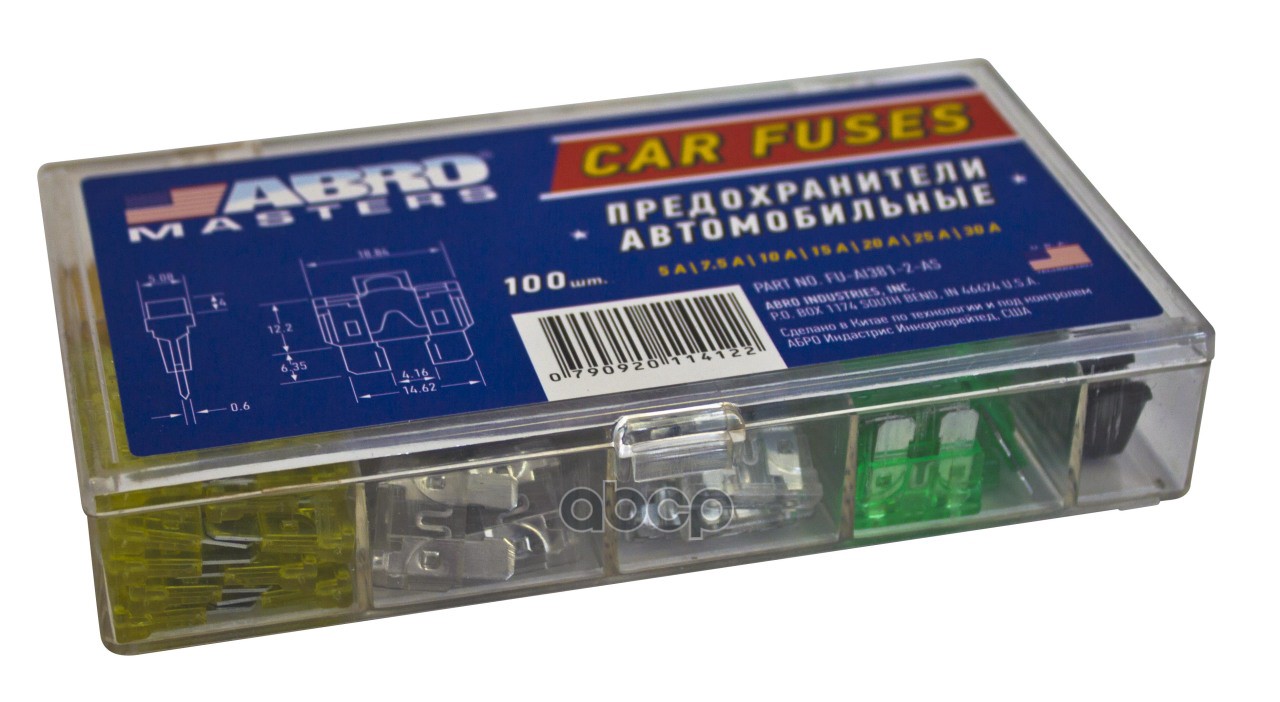 ABRO
MASTERS
CAR FUSES
ПРЕДОХРАНИТЕЛИ
АВТОМОБИЛЬНЫЕ
5 A \ 7.5 A \ 10 A \ 15 A \ 20 A \ 25 A \ 30 A
100 шт.
PART NO. FU-AI381-2-AS
ABRO INDUSTRIES, INC.
P.O. BOX 1174 SOUTH BEND, IN 46624 U.S.A.
Сделано в Китае по технологии и под контролем
АБРО Индастрис Инкорпорейтед, США
5.08
4
0.6
18.84
12.2
6.35
4.16
14.62
0 790920 114122
abcp